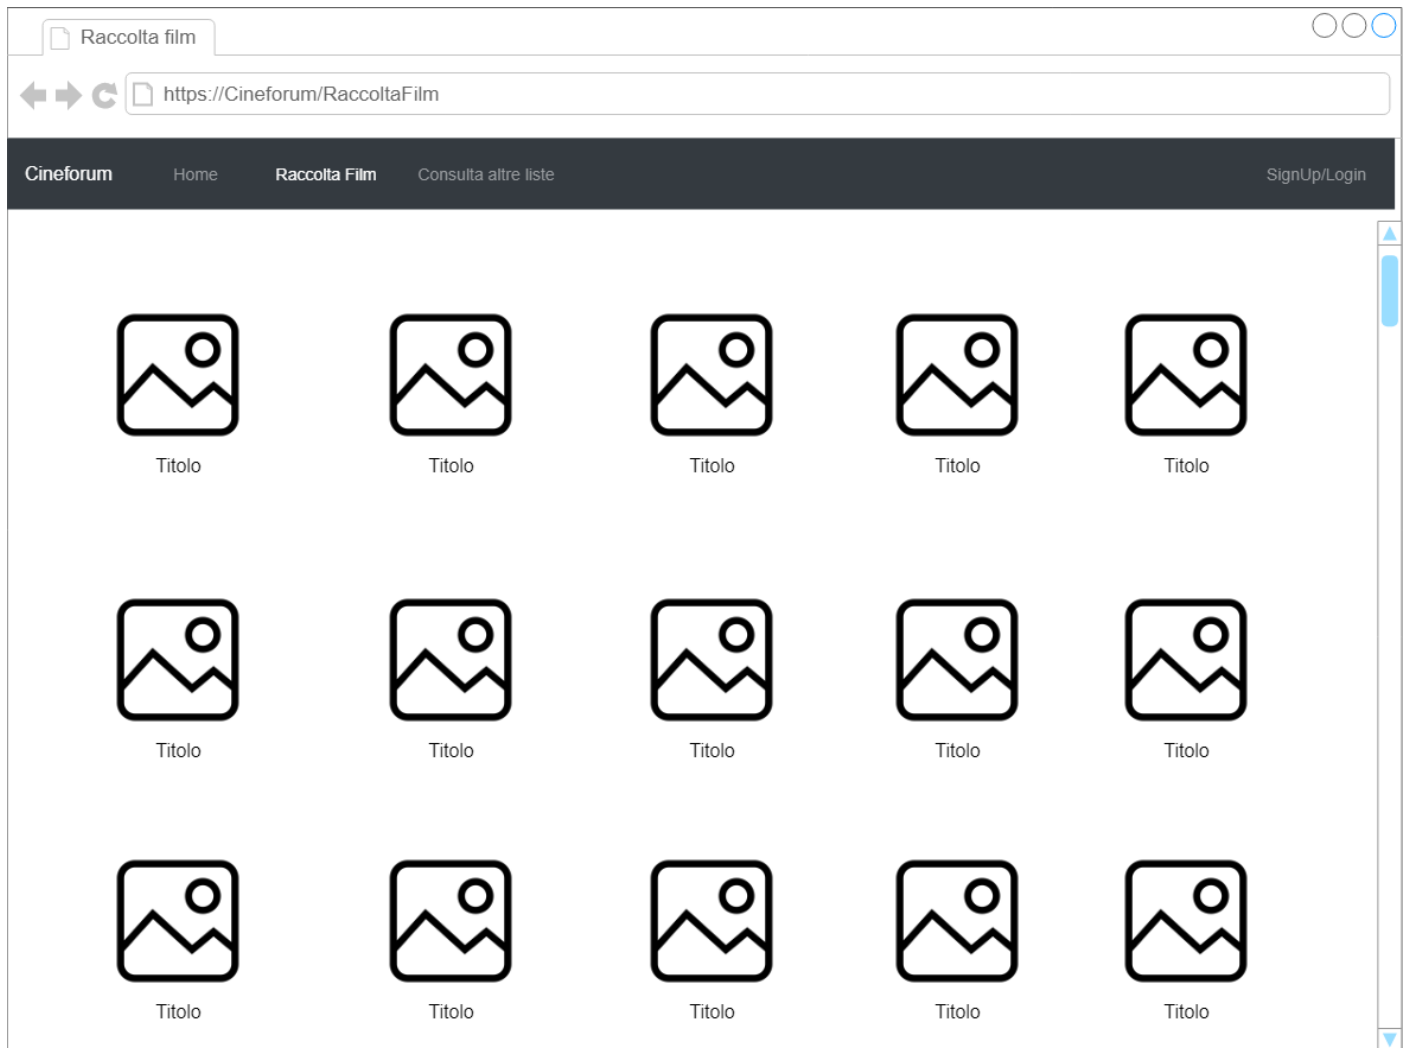 Raccolta film
https://Cineforum/RaccoltaFilm
Cineforum Home Raccolta Film Consulta altre liste SignUp/Login
Titolo Titolo Titolo Titolo Titolo
Titolo Titolo Titolo Titolo Titolo
Titolo Titolo Titolo Titolo Titolo